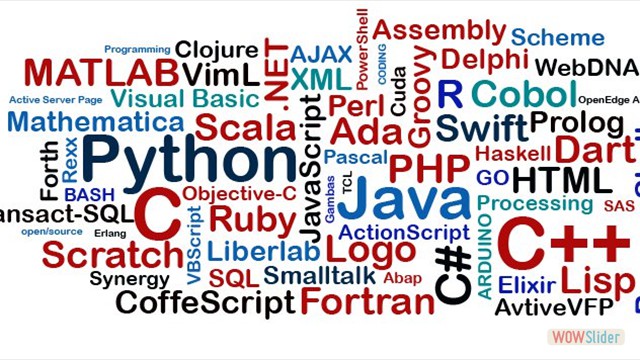 PowerShell
Assembly
Programming
Clojure
.NET
AJAX
CODING
Groovy
Delphi
Scheme
MATLAB
VimL
XML
Cuda
WebDNA
Active Server Page
Visual Basic
Perl
R
Cobol
OpenEdge A
Mathematica
Scala
JavaScript
Ada
Swift
Prolog
Forth
Rexx
Python
Pascal
PHP
Haskell
Dart
BASH
Objective-C
Gambas
TCL
Java
GO
HTML
ansact-SQL
C
VBScript
Ruby
Processing
SAS
open/source
Erlang
ActionScript
ARDUINO
C++
Scratch
Liberlab
Logo
C#
Synergy
SQL
Smalltalk
Abap
Elixir
Lisp
CoffeScript
Fortran
AvtiveVFP
WOWSlider